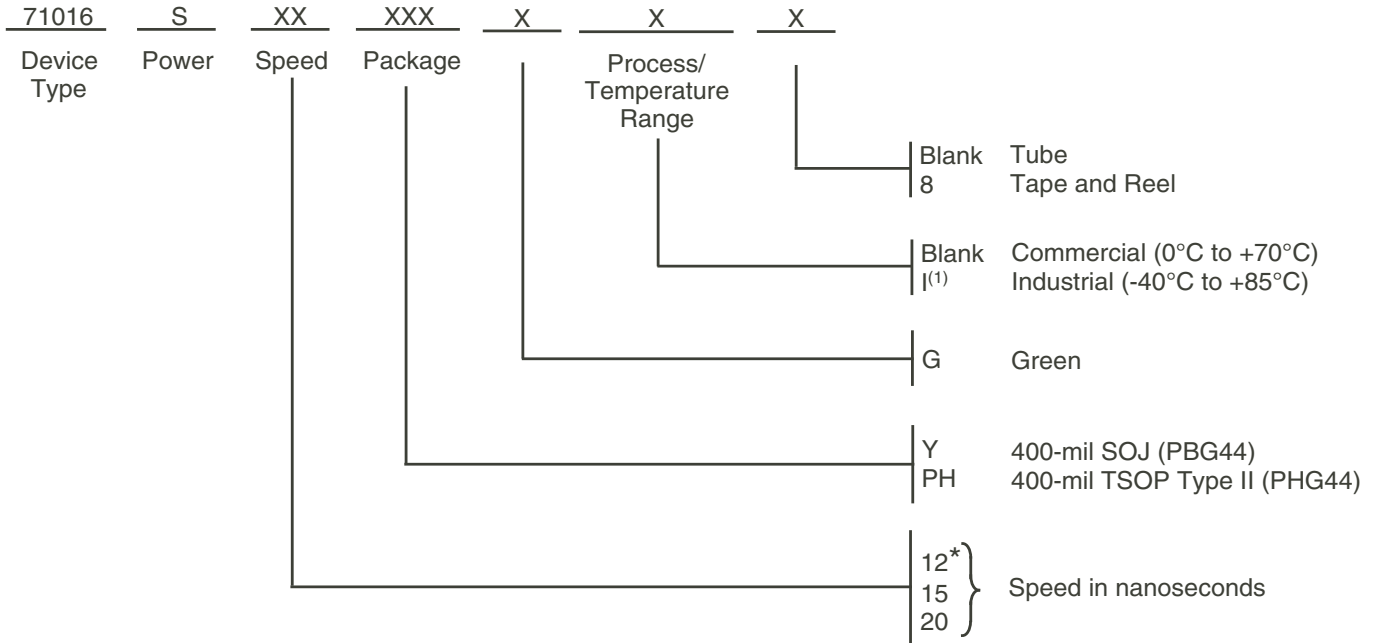 71016 S XX XXX X X X
Device Type Power Speed Package Process/ Temperature Range
Blank Tube
8 Tape and Reel
Blank Commercial (0°C to +70°C)
I(1) Industrial (-40°C to +85°C)
G Green
Y 400-mil SOJ (PBG44)
PH 400-mil TSOP Type II (PHG44)
12*
15 Speed in nanoseconds
20